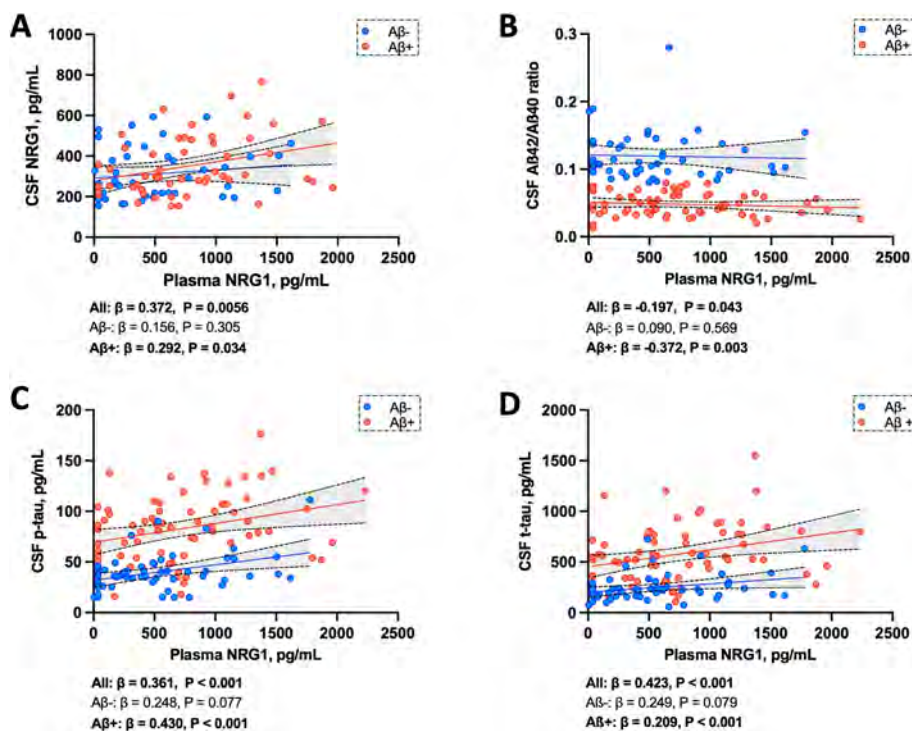 A
1000
800
600
400
200
0
CSF NRG1, pg/mL
0 500 1000 1500 2000 2500
Plasma NRG1, pg/mL
Aβ-
Aβ+
All: β = 0.372, P = 0.0056
Aβ-: β = 0.156, P = 0.305
Aβ+: β = 0.292, P = 0.034
B
0.3
0.2
0.1
0.0
CSF Aβ42/Aβ40 ratio
0 500 1000 1500 2000 2500
Plasma NRG1, pg/mL
Aβ-
Aβ+
All: β = -0.197, P = 0.043
Aβ-: β = 0.090, P = 0.569
Aβ+: β = -0.372, P = 0.003
C
200
150
100
50
0
CSF p-tau, pg/mL
0 500 1000 1500 2000 2500
Plasma NRG1, pg/mL
Aβ-
Aβ+
All: β = 0.361, P < 0.001
Aβ-: β = 0.248, P = 0.077
Aβ+: β = 0.430, P < 0.001
D
2000
1500
1000
500
0
CSF t-tau, pg/mL
0 500 1000 1500 2000 2500
Plasma NRG1, pg/mL
Aβ-
Aβ +
All: β = 0.423, P < 0.001
Aβ-: β = 0.249, P = 0.079
Aß+: β = 0.209, P < 0.001